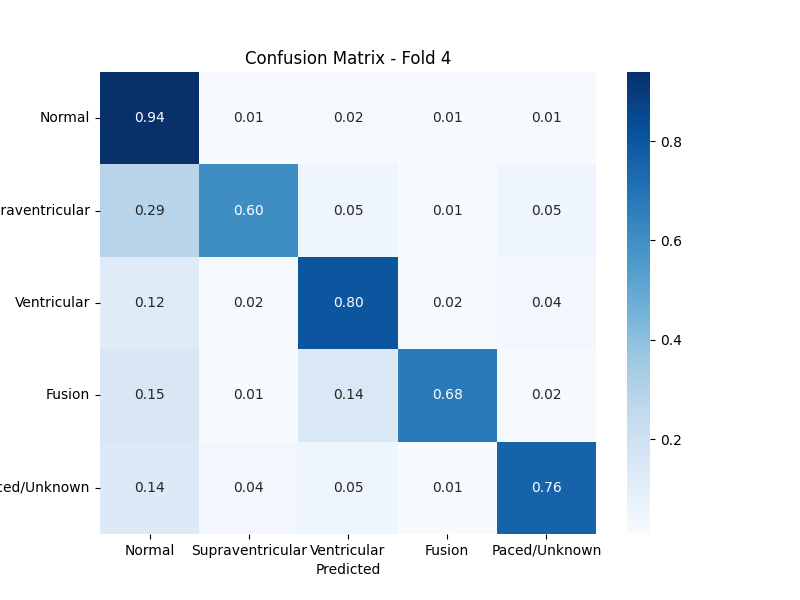 Confusion Matrix - Fold 4
Normal 0.94 0.01 0.02 0.01 0.01
raventricular 0.29 0.60 0.05 0.01 0.05
Ventricular 0.12 0.02 0.80 0.02 0.04
Fusion 0.15 0.01 0.14 0.68 0.02
ced/Unknown 0.14 0.04 0.05 0.01 0.76
Normal Supraventricular Ventricular Fusion Paced/Unknown
Predicted
0.8
0.6
0.4
0.2